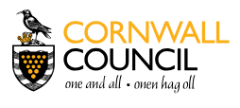 CORNWALL
COUNCIL
one and all • onen hag oll